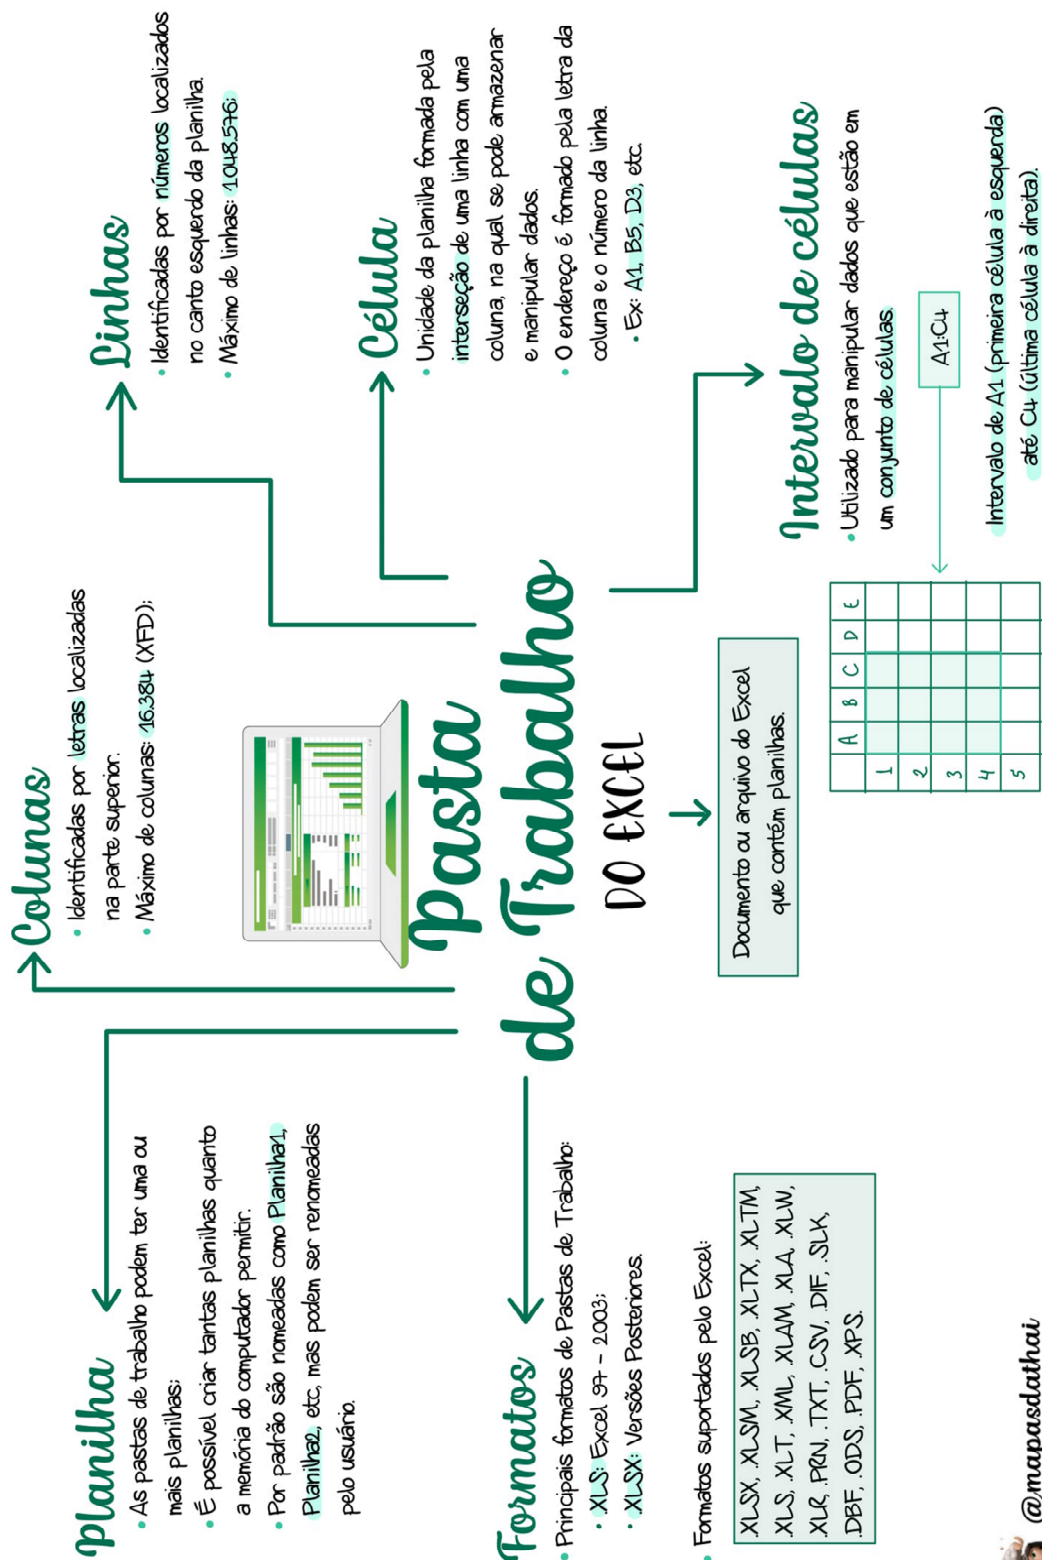 Pasta
de Trabalho
DO EXCEL
Documento ou arquivo do Excel
que contém planilhas.
Planilha
• As pastas de trabalho podem ter uma ou
mais planilhas;
• É possível criar tantas planilhas quanto
a memória do computador permitir.
• Por padrão são nomeadas como Planilha1,
Planilha2, etc, mas podem ser renomeadas
pelo usuário.
Colunas
• Identificadas por letras localizadas
na parte superior.
• Máximo de colunas: 16.384 (XFD);
Linhas
• Identificadas por números localizados
no canto esquerdo da planilha.
• Máximo de linhas: 1.048.576;
Célula
• Unidade da planilha formada pela
interseção de uma linha com uma
coluna, na qual se pode armazenar
e manipular dados.
• O endereço é formado pela letra da
coluna e o número da linha.
• Ex: A1, B5, D3, etc.
Formatos
• Principais formatos de Pastas de Trabalho:
• .XLS: Excel 97 - 2003;
• .XLSX: Versões Posteriores.
• Formatos suportados pelo Excel:
.XLSX, .XLSM, .XLSB, .XLTX, .XLTM,
.XLS, .XLT, .XML, .XLAM, .XLA, .XLW,
.XLR, .PRN, .TXT, .CSV, .DIF, .SLK,
.DBF, .ODS, .PDF, .XPS.
Intervalo de células
• Utilizado para manipular dados que estão em
um conjunto de células.
A B C D E
1
2
3
4
5
A1:C4
Intervalo de A1 (primeira célula à esquerda)
até C4 (última célula à direita).
@mapasdathai